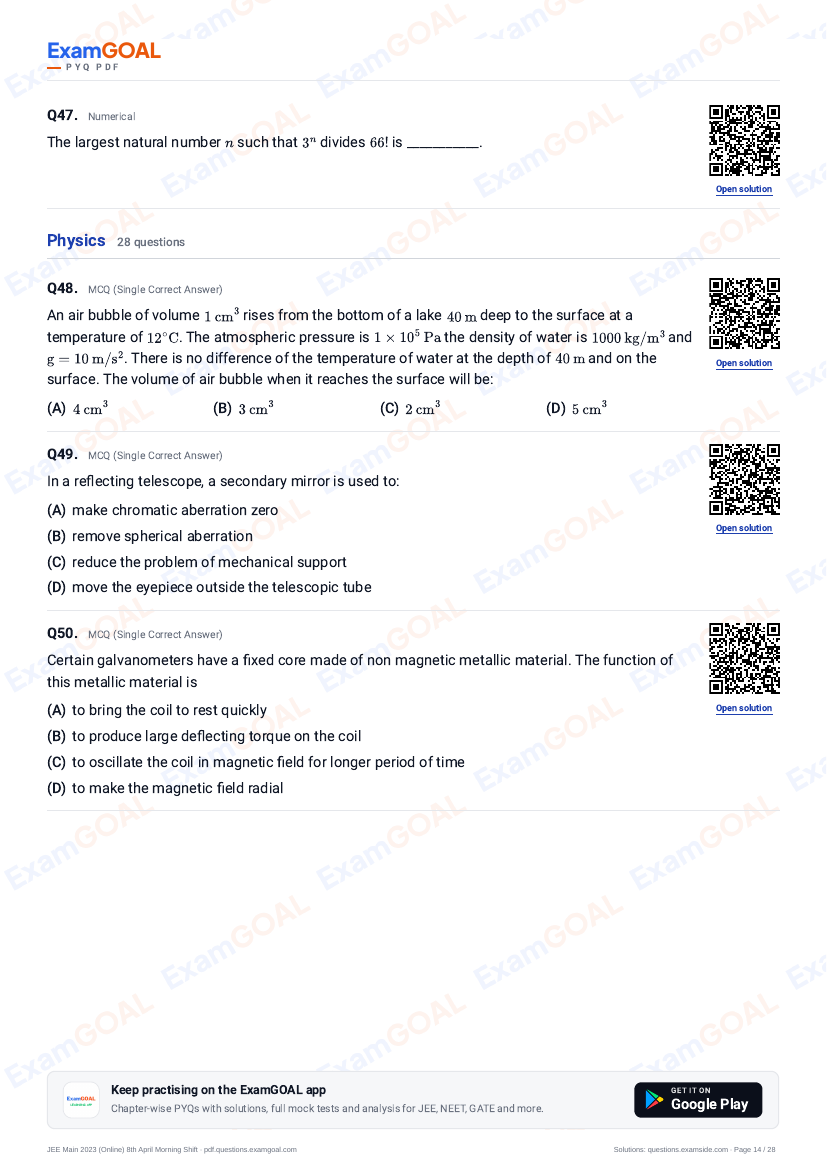 ExamGOAL
PYQ PDF
Q47. Numerical
The largest natural number n such that 3ⁿ divides 66! is ___________.
Open solution
Physics 28 questions
Q48. MCQ (Single Correct Answer)
An air bubble of volume 1 cm³ rises from the bottom of a lake 40 m deep to the surface at a
temperature of 12°C. The atmospheric pressure is 1 × 10⁵ Pa the density of water is 1000 kg/m³ and
g = 10 m/s². There is no difference of the temperature of water at the depth of 40 m and on the
surface. The volume of air bubble when it reaches the surface will be:
Open solution
(A) 4 cm³ (B) 3 cm³ (C) 2 cm³ (D) 5 cm³
Q49. MCQ (Single Correct Answer)
In a reflecting telescope, a secondary mirror is used to:
(A) make chromatic aberration zero
(B) remove spherical aberration
(C) reduce the problem of mechanical support
(D) move the eyepiece outside the telescopic tube
Open solution
Q50. MCQ (Single Correct Answer)
Certain galvanometers have a fixed core made of non magnetic metallic material. The function of
this metallic material is
(A) to bring the coil to rest quickly
(B) to produce large deflecting torque on the coil
(C) to oscillate the coil in magnetic field for longer period of time
(D) to make the magnetic field radial
Open solution
ExamGOAL
Keep practising on the ExamGOAL app
Chapter-wise PYQs with solutions, full mock tests and analysis for JEE, NEET, GATE and more.
GET IT ON
Google Play
JEE Main 2023 (Online) 8th April Morning Shift · pdf.questions.examgoal.com
Solutions: questions.examside.com · Page 14 / 28